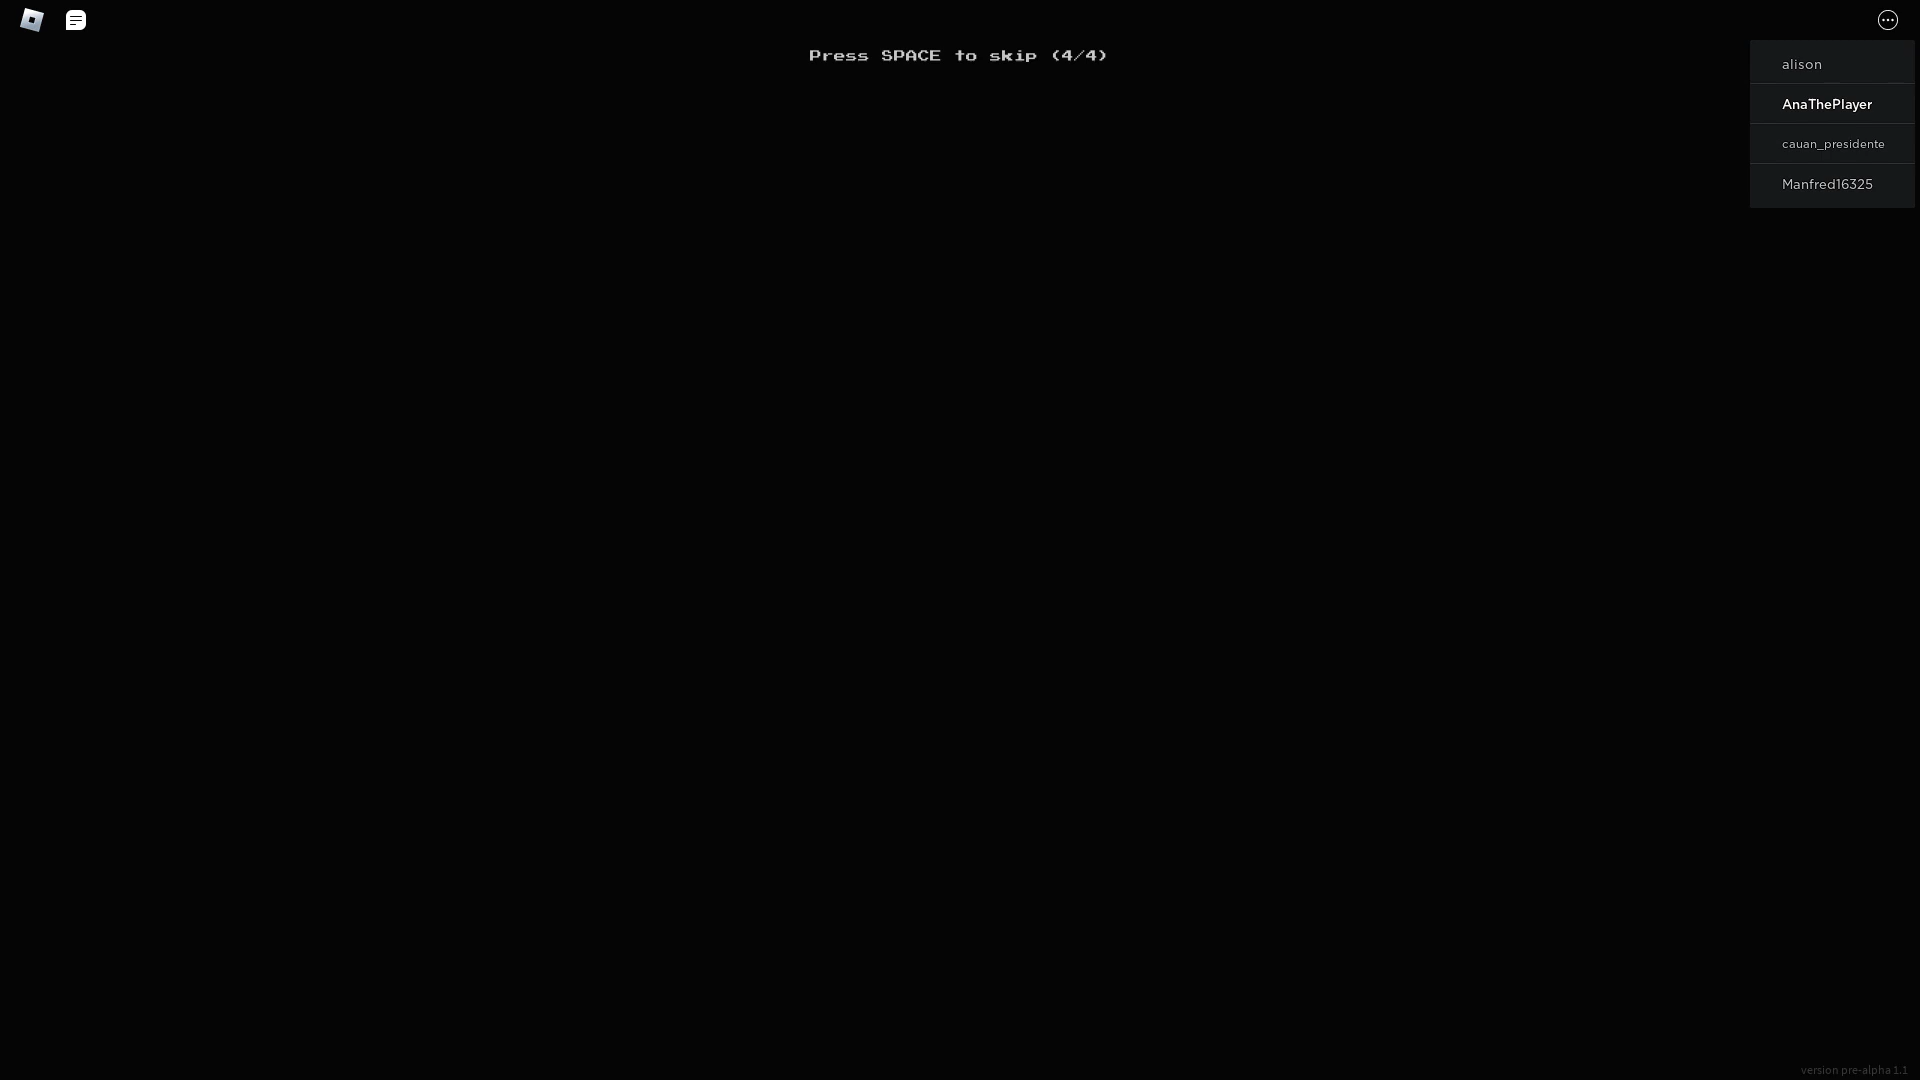 Press SPACE to skip (4/4)
alison
AnaThePlayer
cauan_presidente
Manfred16325
version pre-alpha 1.1